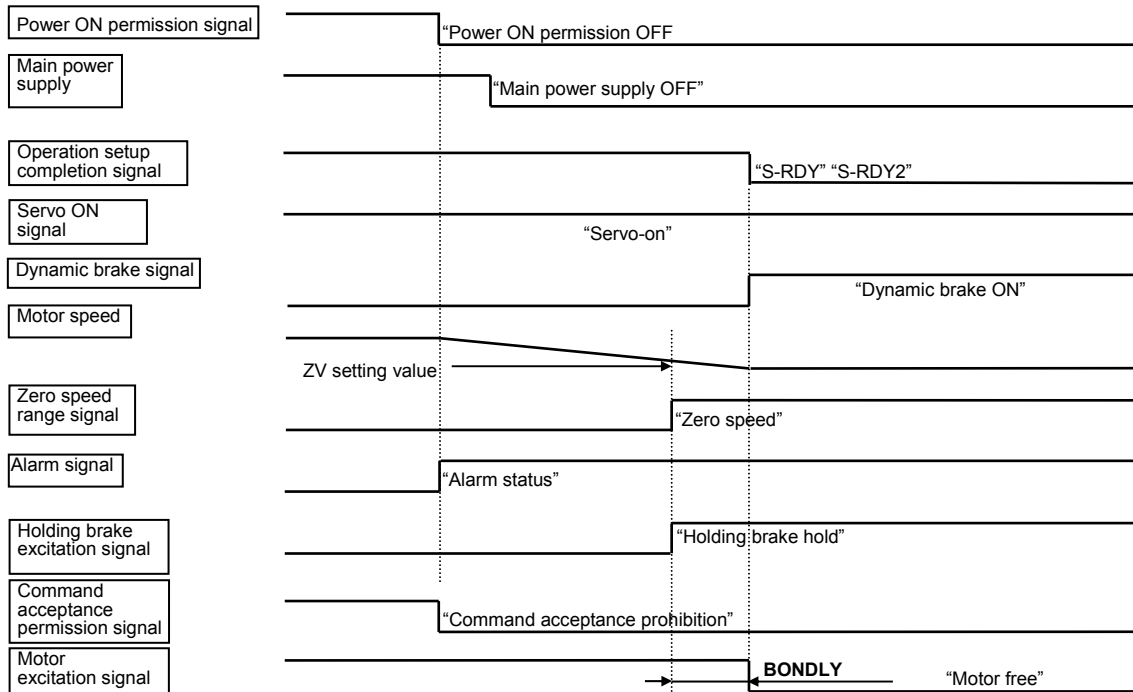 Power ON permission signal
“Power ON permission OFF
Main power
supply
“Main power supply OFF”
Operation setup
completion signal
“S-RDY” “S-RDY2”
Servo ON
signal
“Servo-on”
Dynamic brake signal
“Dynamic brake ON”
Motor speed
ZV setting value
Zero speed
range signal
“Zero speed”
Alarm signal
“Alarm status”
Holding brake
excitation signal
“Holding brake hold”
Command
acceptance
permission signal
“Command acceptance prohibition”
Motor
excitation signal
BONDLY
“Motor free”